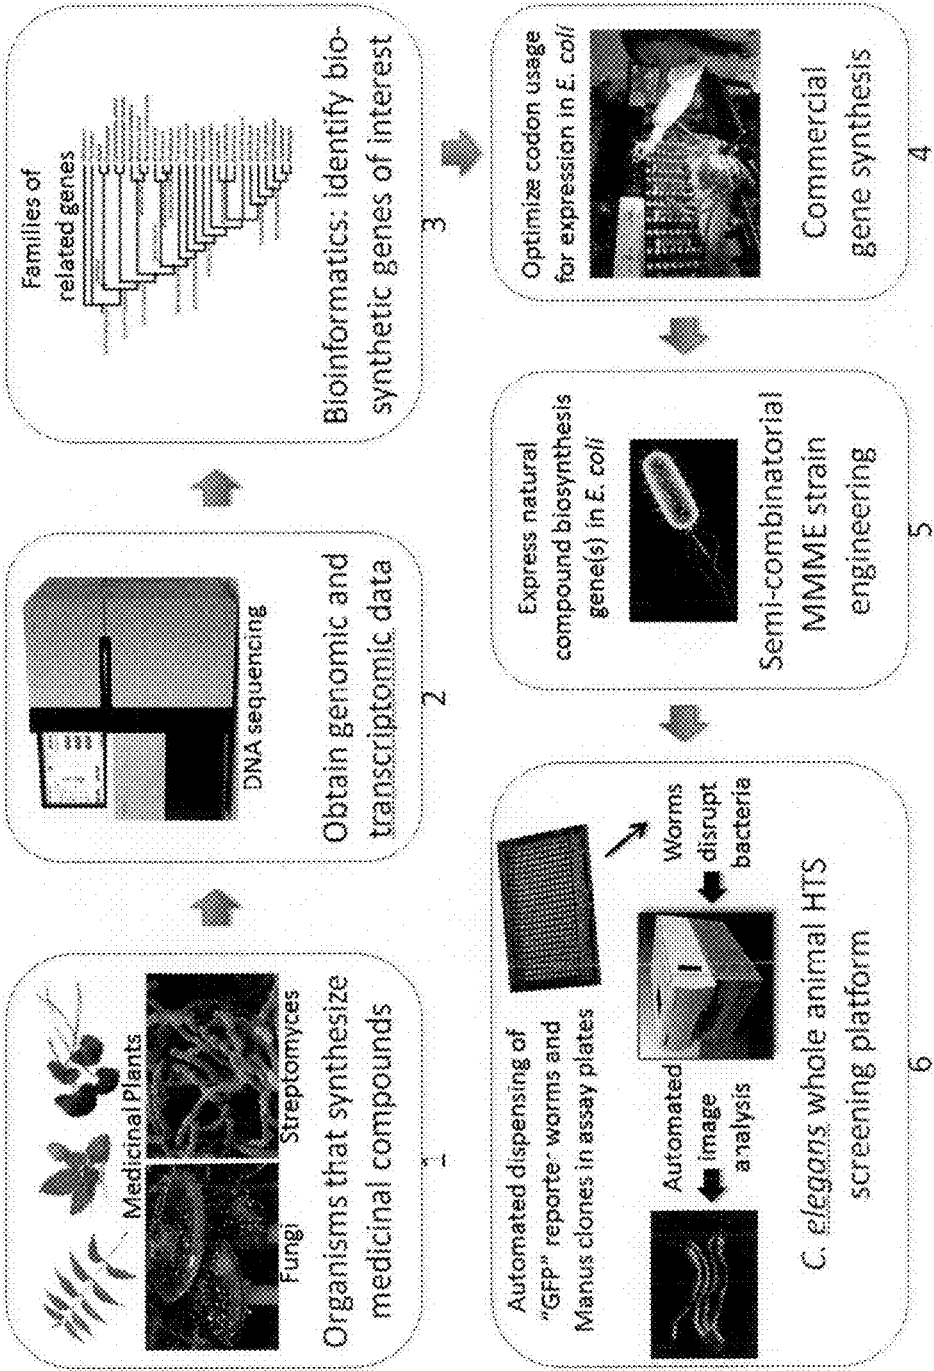 Medicinal Plants
Fungi
Streptomyces
Organisms that synthesize
medicinal compounds
1
DNA sequencing
Obtain genomic and
transcriptomic data
2
Families of
related genes
Bioinformatics: identify bio-
synthetic genes of interest
3
Optimize codon usage
for expression in E. coli
Commercial
gene synthesis
4
Express natural
compound biosynthesis
gene(s) in E. coli
Semi-combinatorial
MMME strain
engineering
5
Automated dispensing of
"GFP" reporter worms and
Manus clones in assay plates
Worms
disrupt
bacteria
Automated
image
analysis
C. elegans whole animal HTS
screening platform
6